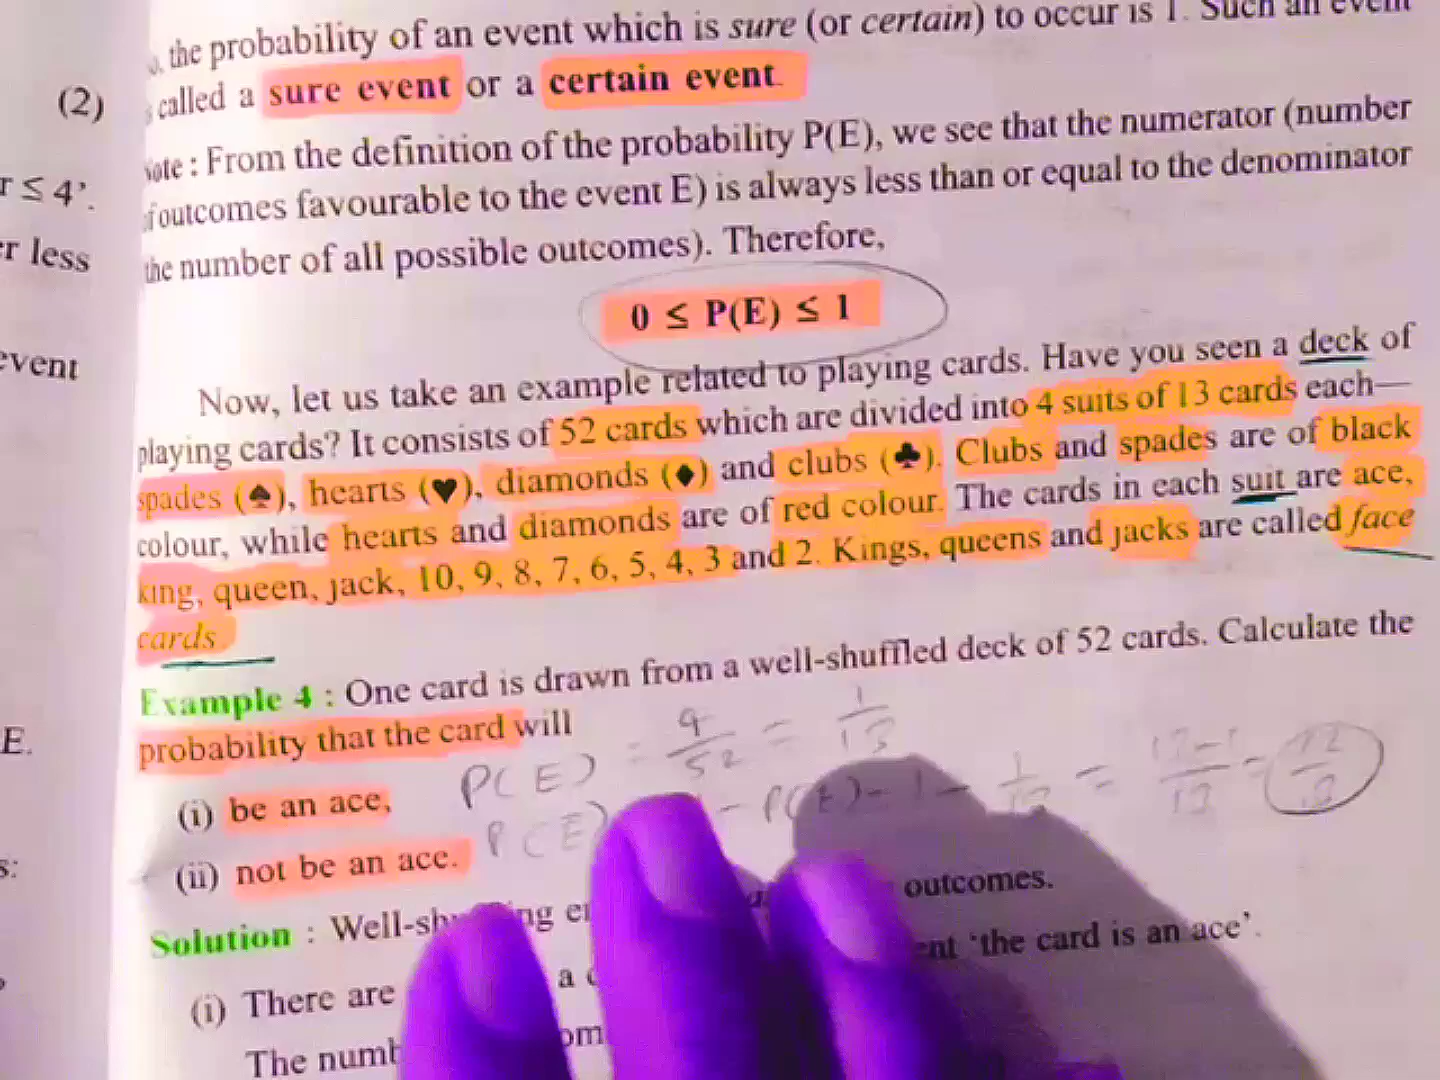 the probability of an event which is sure (or certain) to occur is 1. Such an event
called a sure event or a certain event.
(2)
Note : From the definition of the probability P(E), we see that the numerator (number
r ≤ 4’.
of outcomes favourable to the event E) is always less than or equal to the denominator
r less
the number of all possible outcomes). Therefore,
0 ≤ P(E) ≤ 1
event
Now, let us take an example related to playing cards. Have you seen a deck of
playing cards? It consists of 52 cards which are divided into 4 suits of 13 cards each—
spades (♠), hearts (♥), diamonds (♦) and clubs (♣). Clubs and spades are of black
colour, while hearts and diamonds are of red colour. The cards in each suit are ace,
king, queen, jack, 10, 9, 8, 7, 6, 5, 4, 3 and 2. Kings, queens and jacks are called face
cards
Example 4 : One card is drawn from a well-shuffled deck of 52 cards. Calculate the
E.
probability that the card will
P(E) = 4/52 = 1/13
(i) be an ace,
P(E) - P(E) = 1 - 1/13 = 13-1/13 = 12/13
(ii) not be an ace.
s:
Solution : outcomes.
(i) There are a ‘the card is an ace’.
The